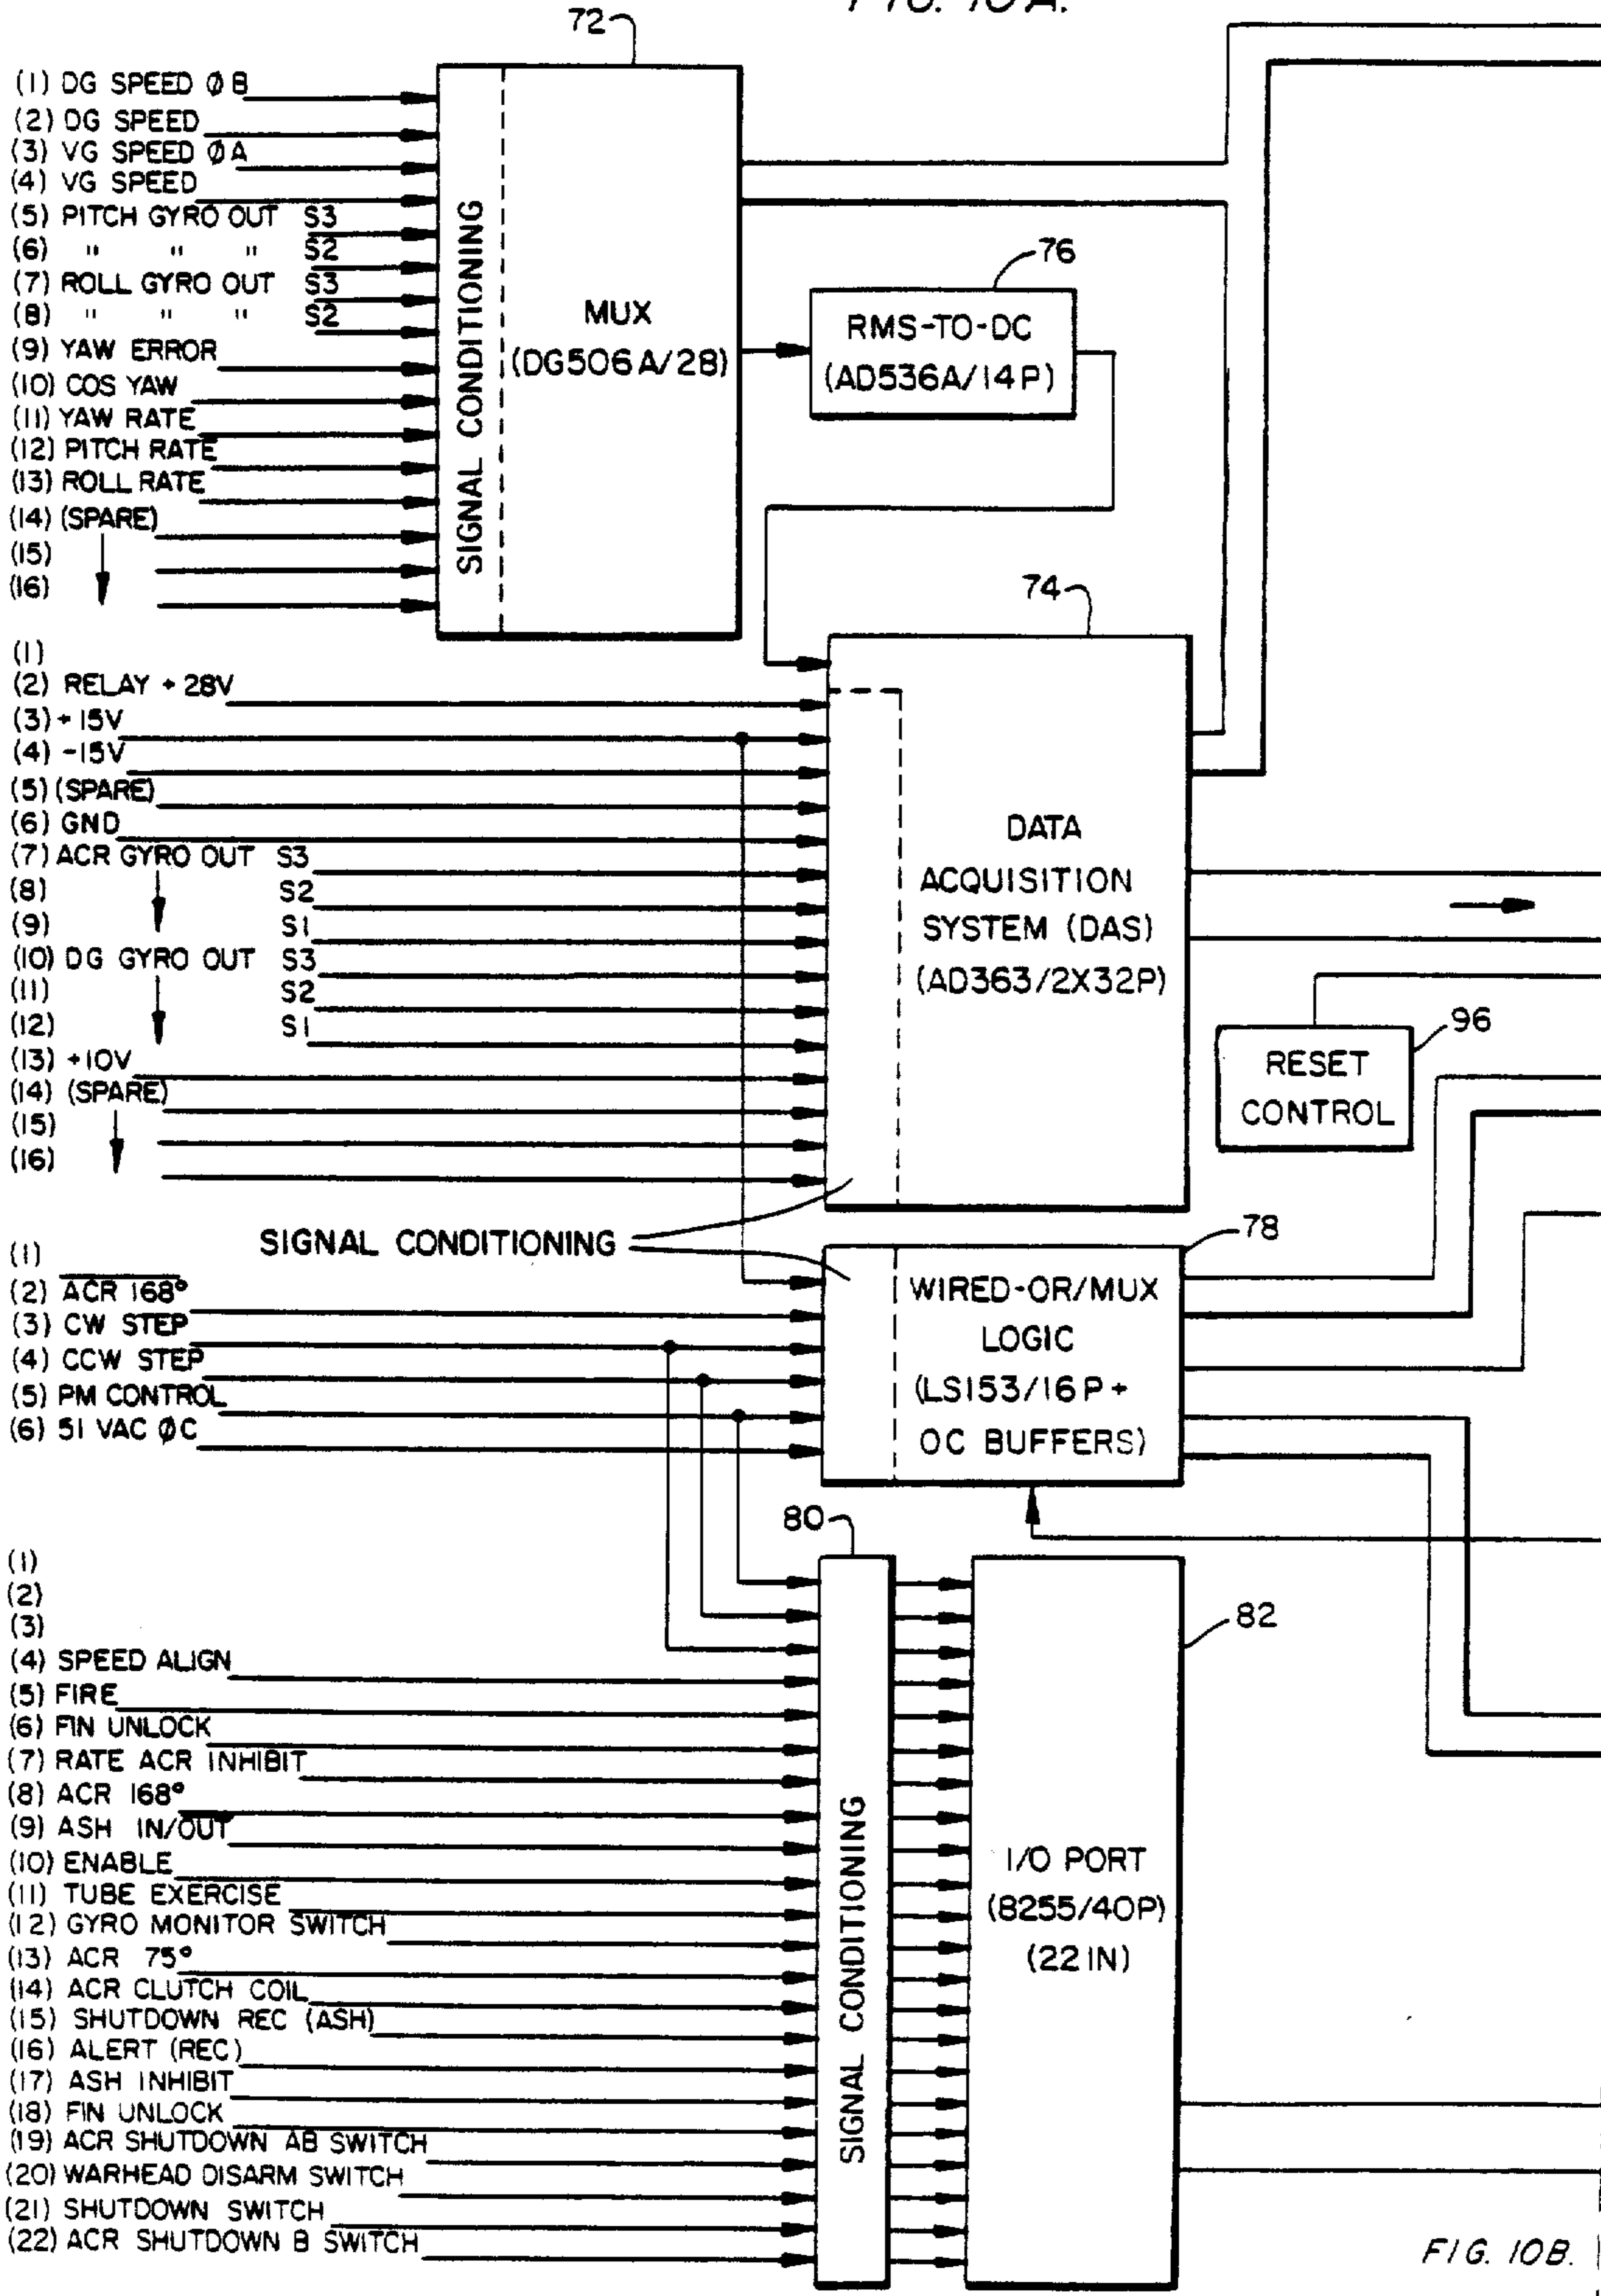 FIG. 10A.
72
(1) DG SPEED ØB
(2) DG SPEED
(3) VG SPEED ØA
(4) VG SPEED
(5) PITCH GYRO OUT S3
(6) " " " S2
(7) ROLL GYRO OUT S3
(8) " " " S2
(9) YAW ERROR
(10) COS YAW
(11) YAW RATE
(12) PITCH RATE
(13) ROLL RATE
(14) (SPARE)
(15)
(16)
SIGNAL CONDITIONING
MUX
(DG506A/28)
76
RMS-TO-DC
(AD536A/14P)
74
(1)
(2) RELAY + 28V
(3) + 15V
(4) -15V
(5) (SPARE)
(6) GND
(7) ACR GYRO OUT S3
(8) S2
(9) S1
(10) DG GYRO OUT S3
(11) S2
(12) S1
(13) +10V
(14) (SPARE)
(15)
(16)
DATA
ACQUISITION
SYSTEM (DAS)
(AD363/2X32P)
96
RESET
CONTROL
SIGNAL CONDITIONING
78
(1)
(2) A̅C̅R̅ ̅1̅6̅8̅°̅
(3) CW STEP
(4) CCW STEP
(5) PM CONTROL
(6) 51 VAC ØC
WIRED-OR/MUX
LOGIC
(LS153/16P +
OC BUFFERS)
80
82
(1)
(2)
(3)
(4) SPEED ALIGN
(5) FIRE
(6) FIN UNLOCK
(7) RATE ACR INHIBIT
(8) ACR 168°
(9) ASH IN/O̅U̅T̅
(10) ENABLE
(11) TUBE EXERCISE
(12) GYRO MONITOR SWITCH
(13) ACR 75°
(14) ACR CLUTCH COIL
(15) SHUTDOWN REC (ASH)
(16) ALERT (REC)
(17) ASH INHIBIT
(18) FIN UNLOCK
(19) ACR SHUTDOWN AB SWITCH
(20) WARHEAD DISARM SWITCH
(21) SHUTDOWN SWITCH
(22) ACR SHUTDOWN B SWITCH
SIGNAL CONDITIONING
I/O PORT
(8255/40P)
(22 IN)
FIG. 10B.